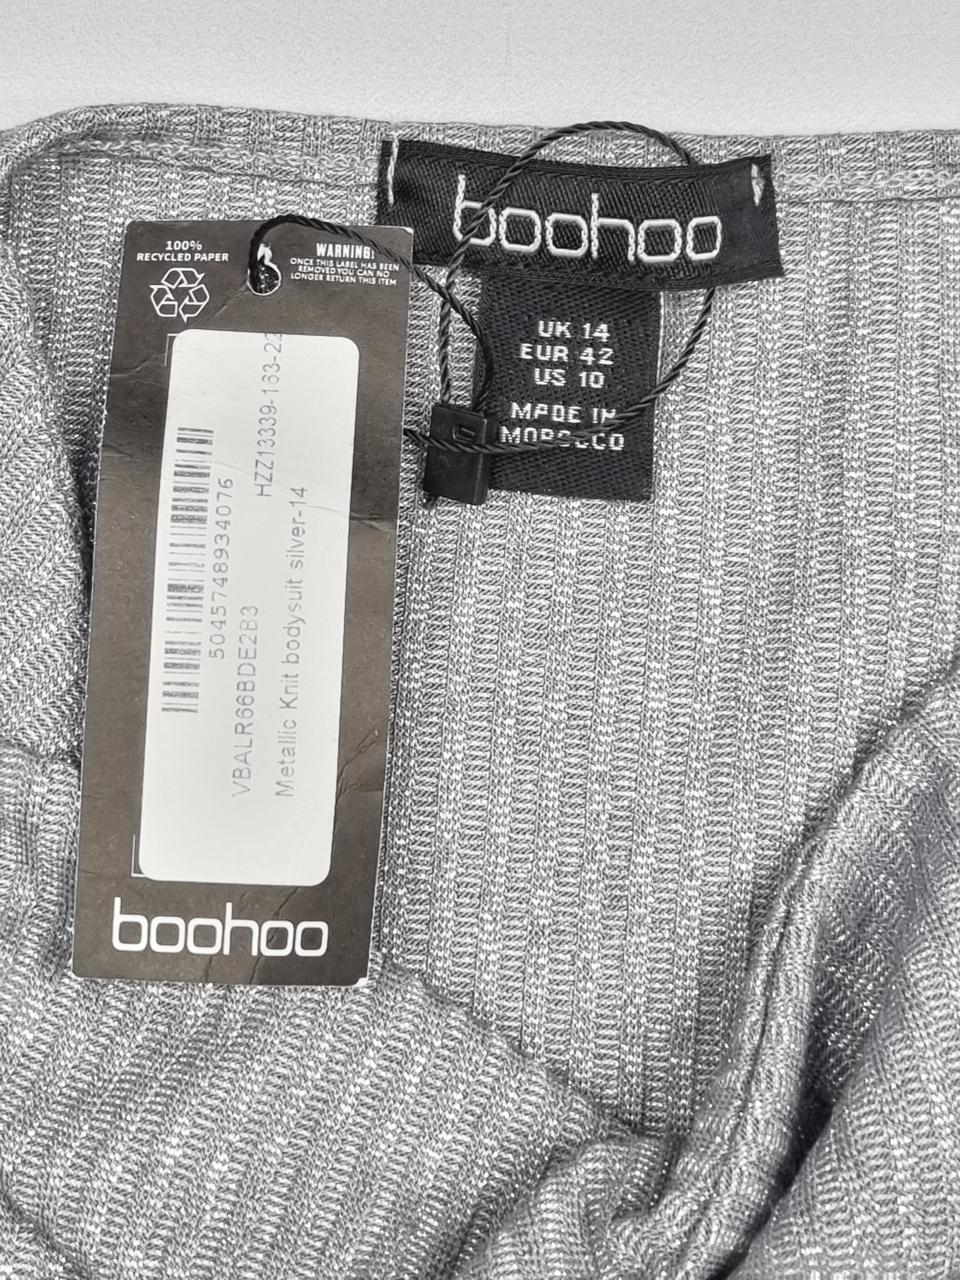 boohoo
UK 14
EUR 42
US 10
MADE IN
MOROCCO
100%
RECYCLED PAPER
WARNING!
ONCE THIS LABEL HAS BEEN
REMOVED YOU CAN NO
LONGER RETURN THIS ITEM
5045748934076
VBALR66BDE2B3
HZZ13339-163-22
Metallic Knit bodysuit silver-14
boohoo